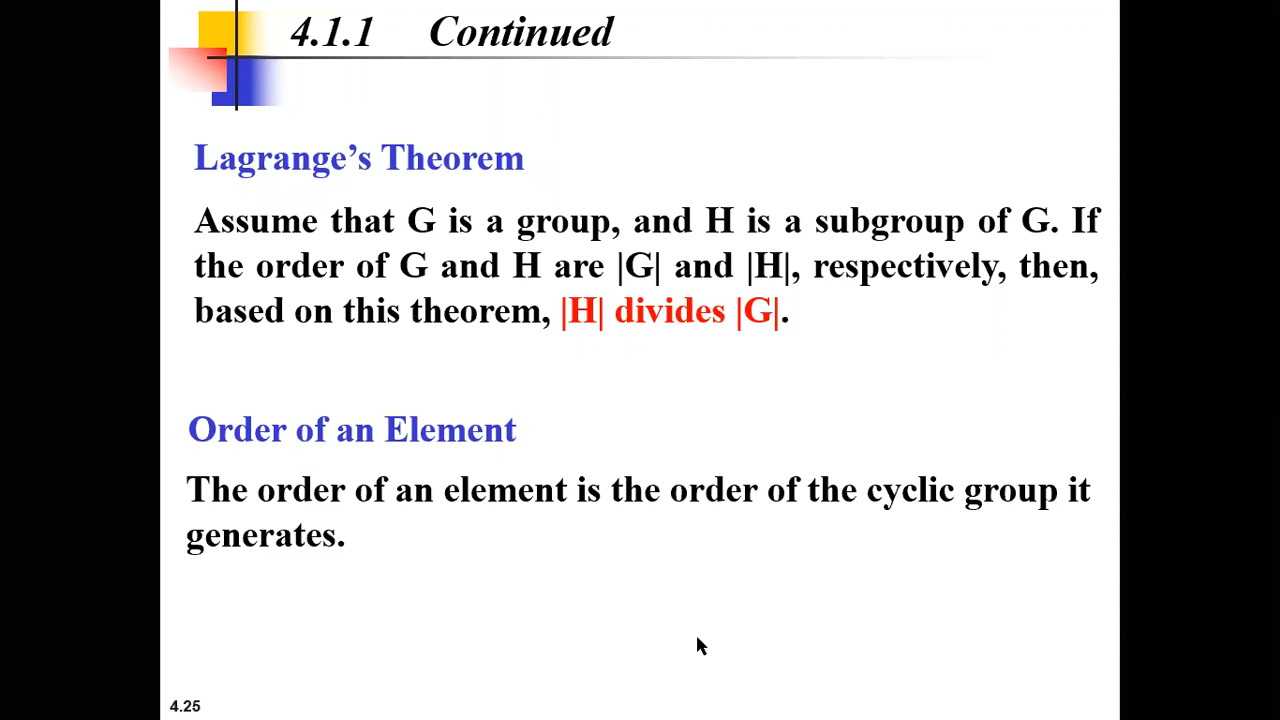 4.1.1 Continued
Lagrange’s Theorem
Assume that G is a group, and H is a subgroup of G. If
the order of G and H are |G| and |H|, respectively, then,
based on this theorem, |H| divides |G|.
Order of an Element
The order of an element is the order of the cyclic group it
generates.
4.25